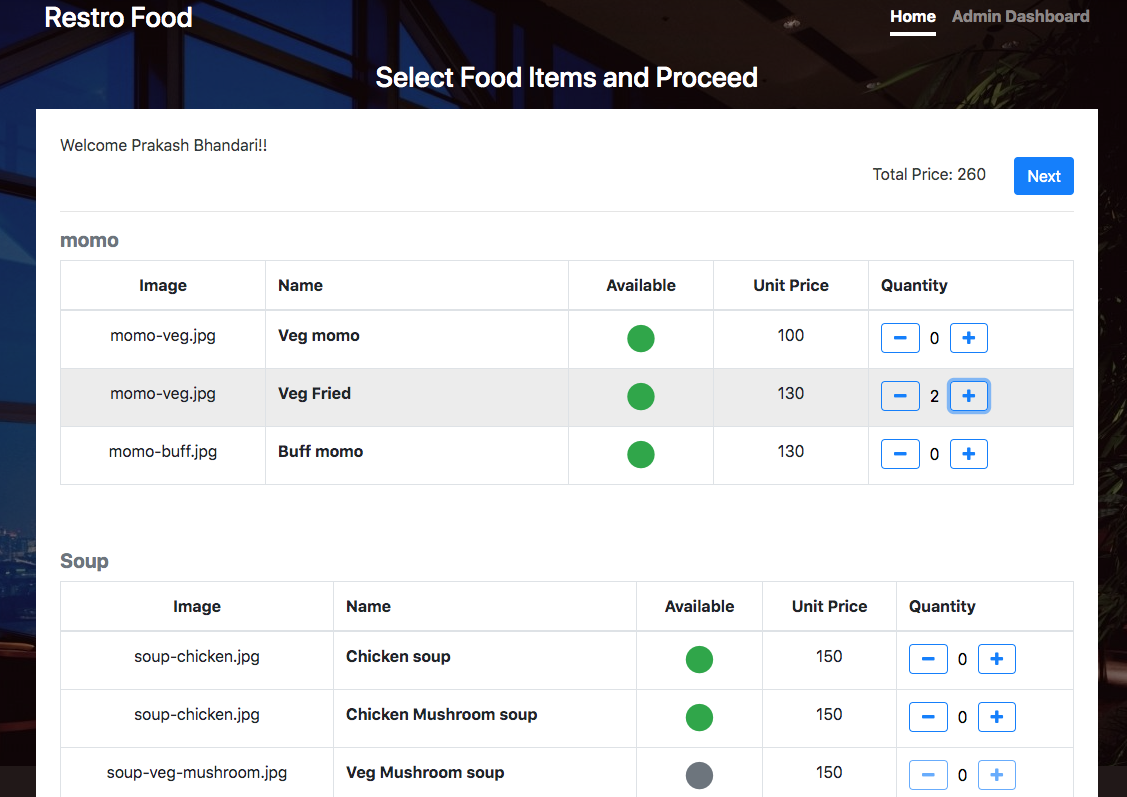 Restro Food
Home Admin Dashboard
Select Food Items and Proceed
Welcome Prakash Bhandari!!
Total Price: 260 Next
momo
Image Name Available Unit Price Quantity
momo-veg.jpg Veg momo 100 − 0 +
momo-veg.jpg Veg Fried 130 − 2 +
momo-buff.jpg Buff momo 130 − 0 +
Soup
Image Name Available Unit Price Quantity
soup-chicken.jpg Chicken soup 150 − 0 +
soup-chicken.jpg Chicken Mushroom soup 150 − 0 +
soup-veg-mushroom.jpg Veg Mushroom soup 150 − 0 +